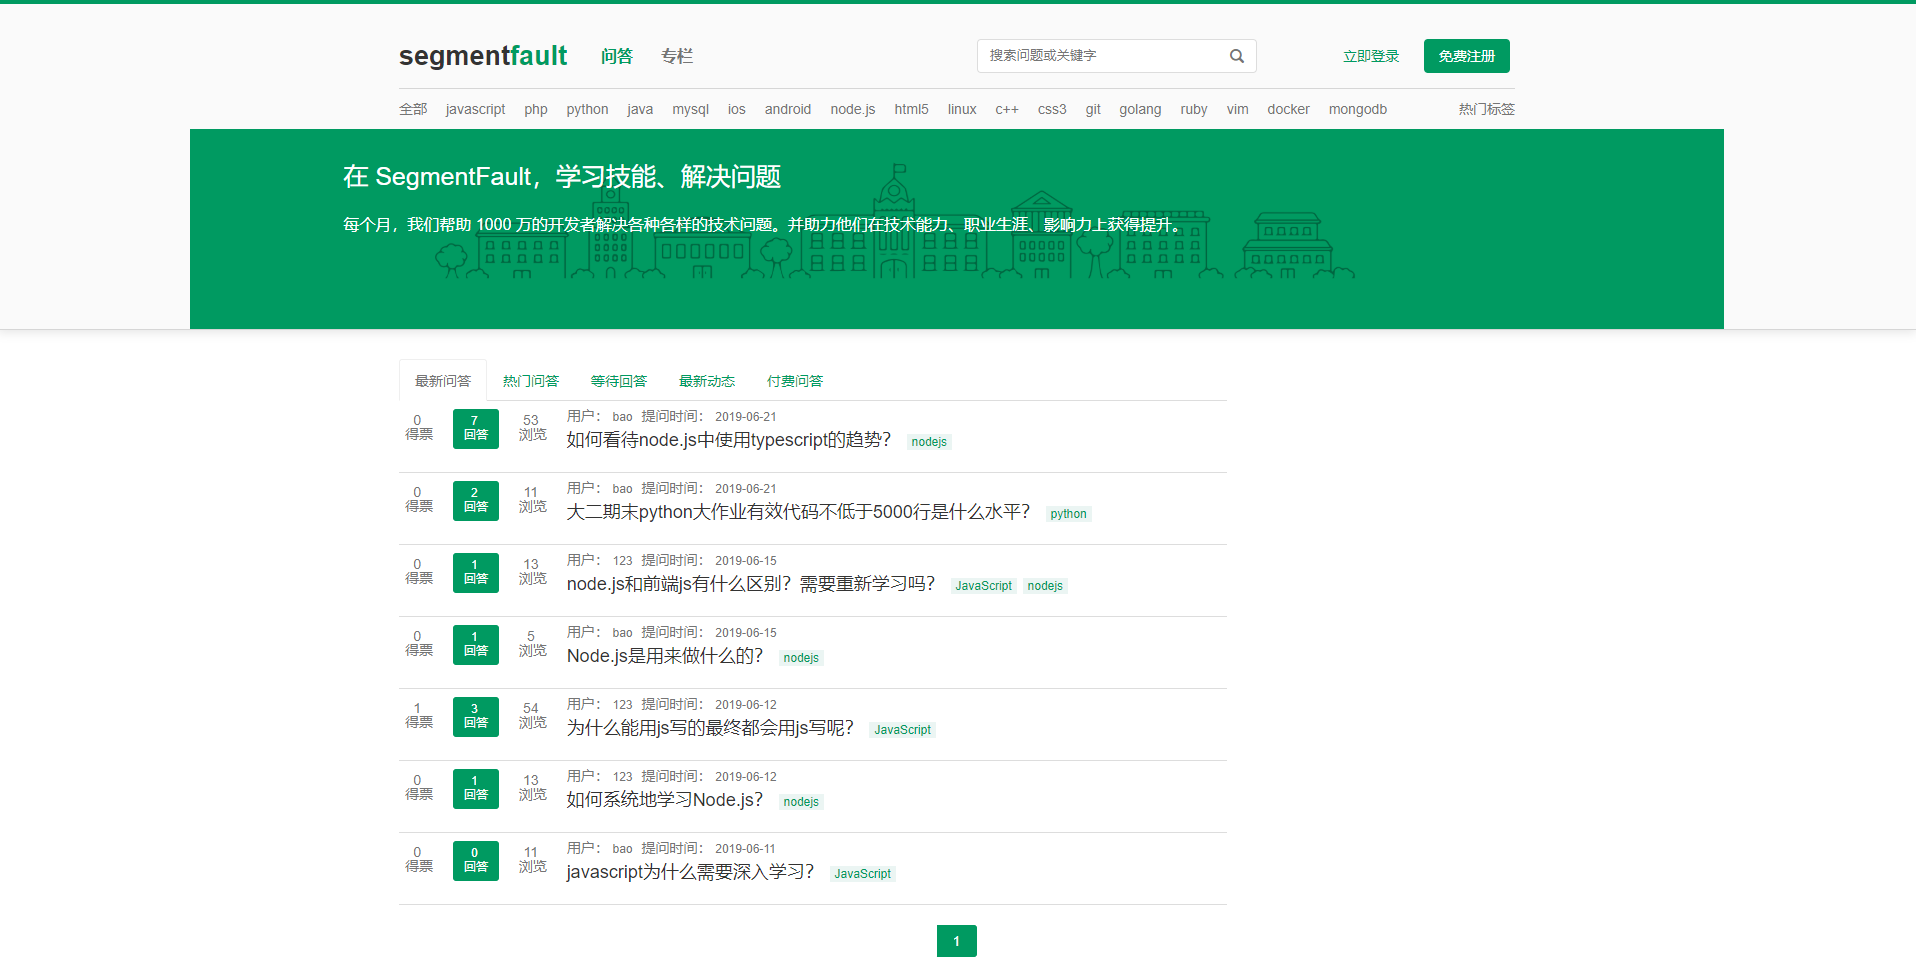 segmentfault 问答 专栏 搜索问题或关键字 立即登录 免费注册
全部 javascript php python java mysql ios android node.js html5 linux c++ css3 git golang ruby vim docker mongodb 热门标签
在 SegmentFault，学习技能、解决问题
每个月，我们帮助 1000 万的开发者解决各种各样的技术问题。并助力他们在技术能力、职业生涯、影响力上获得提升。
最新问答 热门问答 等待回答 最新动态 付费问答
0 得票 7 回答 53 浏览 用户： bao 提问时间： 2019-06-21
如何看待node.js中使用typescript的趋势？ nodejs
0 得票 2 回答 11 浏览 用户： bao 提问时间： 2019-06-21
大二期末python大作业有效代码不低于5000行是什么水平？ python
0 得票 1 回答 13 浏览 用户： 123 提问时间： 2019-06-15
node.js和前端js有什么区别？需要重新学习吗？ JavaScript nodejs
0 得票 1 回答 5 浏览 用户： bao 提问时间： 2019-06-15
Node.js是用来做什么的？ nodejs
1 得票 3 回答 54 浏览 用户： 123 提问时间： 2019-06-12
为什么能用js写的最终都会用js写呢？ JavaScript
0 得票 1 回答 13 浏览 用户： 123 提问时间： 2019-06-12
如何系统地学习Node.js？ nodejs
0 得票 0 回答 11 浏览 用户： bao 提问时间： 2019-06-11
javascript为什么需要深入学习？ JavaScript
1